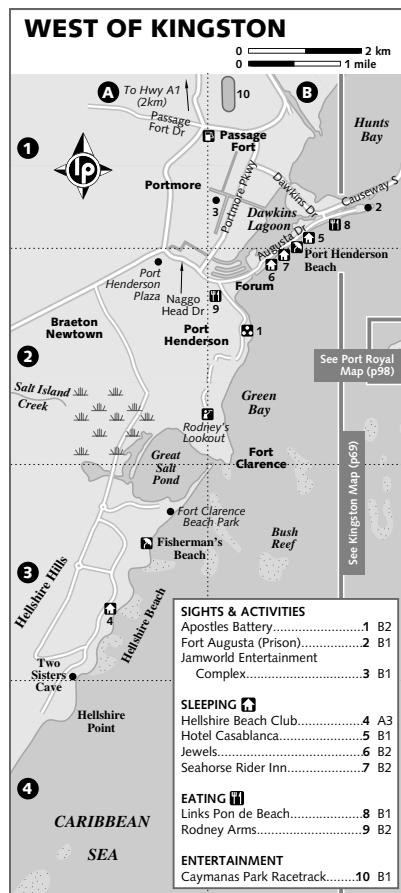 WEST OF KINGSTON
0 2 km
0 1 mile
A
B
To Hwy A1
(2km)
10
Passage
Fort Dr
Hunts
Bay
1
lp
Passage
Fort
Portmore
Portmore Pkwy
Dawkins Dr
Causeway S
2
3
Dawkins
Lagoon
8
Augusta Dr
5
7
6
Port Henderson
Beach
Port
Henderson
Plaza
Naggo
Head Dr
Forum
9
Braeton
Newtown
Port
Henderson
1
2
See Port Royal
Map (p98)
Salt Island
Creek
Green
Bay
Rodney's
Lookout
Great
Salt
Pond
Fort
Clarence
See Kingston Map (p69)
Fort Clarence
Beach Park
Bush
Reef
Fisherman's
Beach
3
Hellshire Hills
4
Hellshire Beach
Two
Sisters
Cave
Hellshire
Point
4
CARIBBEAN
SEA
SIGHTS & ACTIVITIES
Apostles Battery.......................1 B2
Fort Augusta (Prison)................2 B1
Jamworld Entertainment
Complex..............................3 B1
SLEEPING
Hellshire Beach Club.................4 A3
Hotel Casablanca......................5 B1
Jewels......................................6 B2
Seahorse Rider Inn....................7 B2
EATING
Links Pon de Beach...................8 B1
Rodney Arms............................9 B2
ENTERTAINMENT
Caymanas Park Racetrack........10 B1